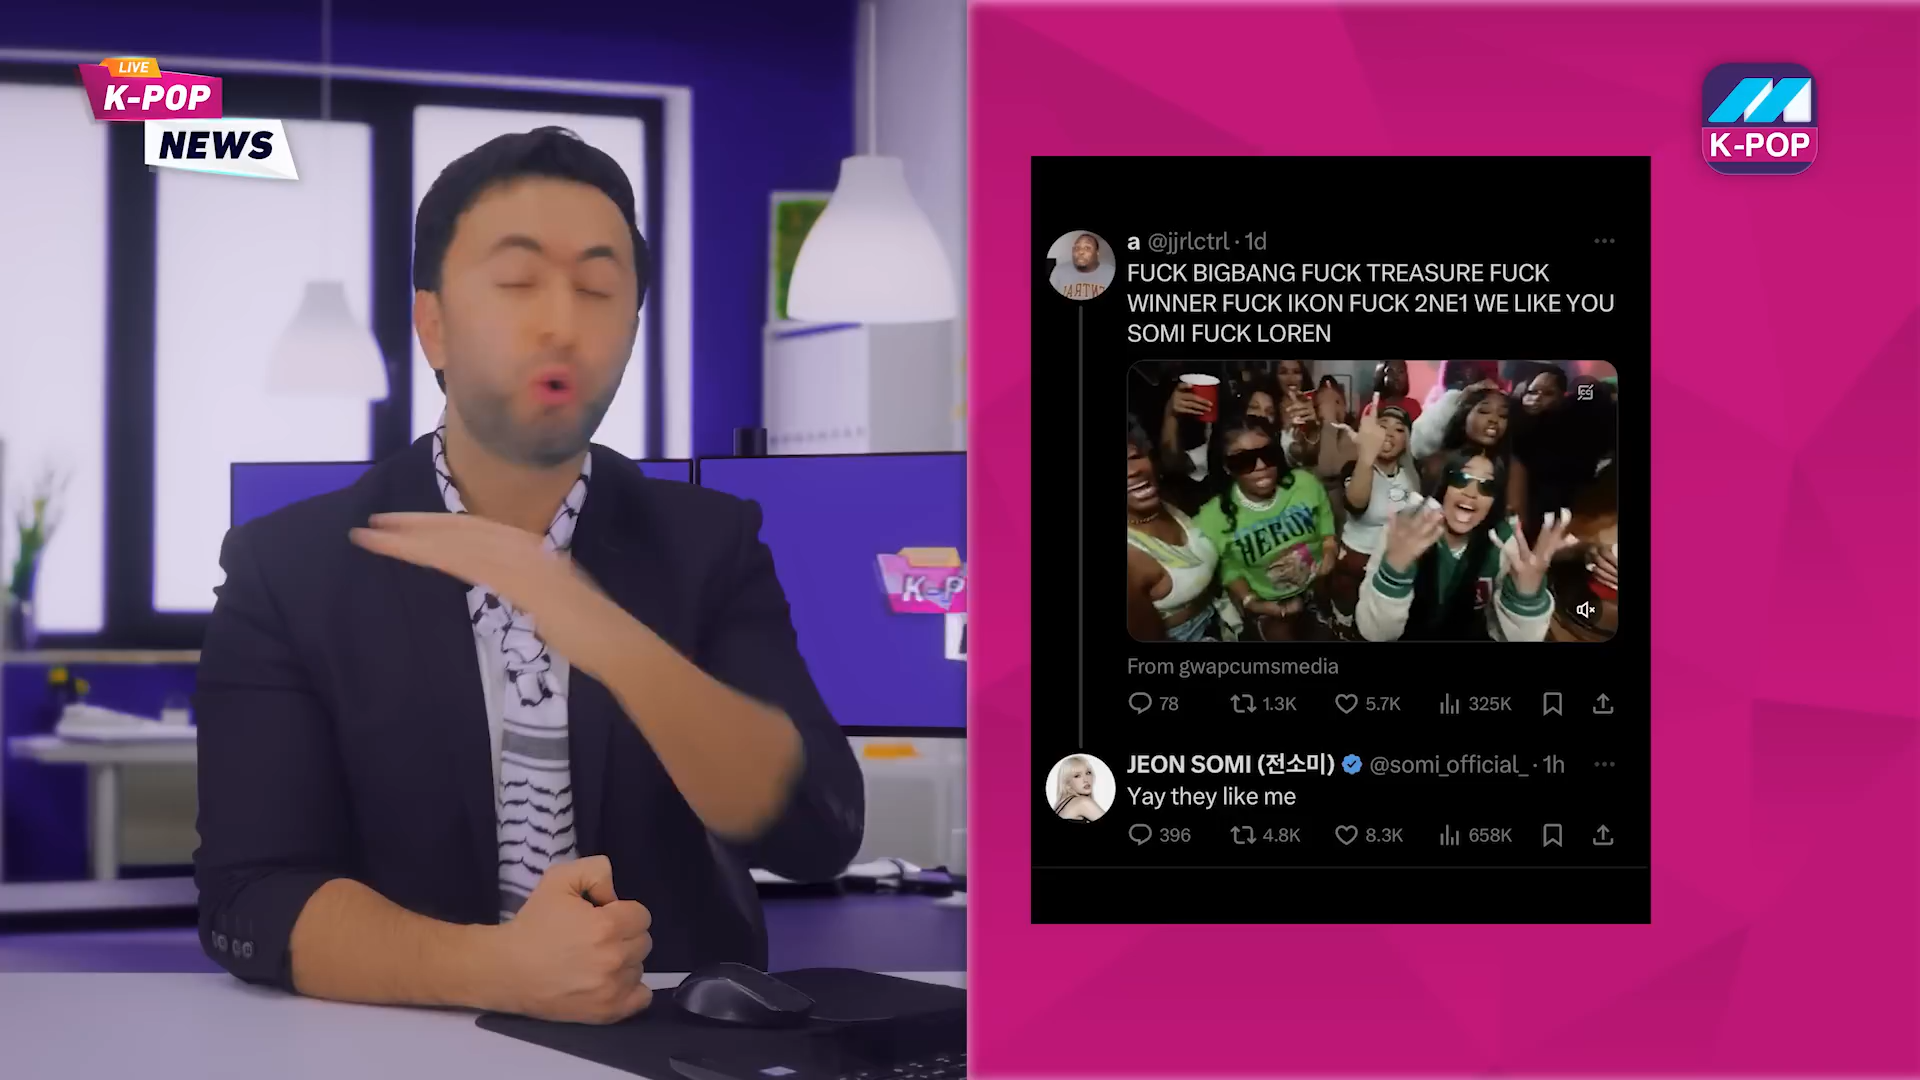 LIVE
K-POP
NEWS
K-P
K-POP
a @jjrlctrl · 1d
FUCK BIGBANG FUCK TREASURE FUCK
WINNER FUCK IKON FUCK 2NE1 WE LIKE YOU
SOMI FUCK LOREN
HERON
From gwapcumsmedia
78 1.3K 5.7K 325K
JEON SOMI (전소미) @somi_official_ · 1h
Yay they like me
396 4.8K 8.3K 658K